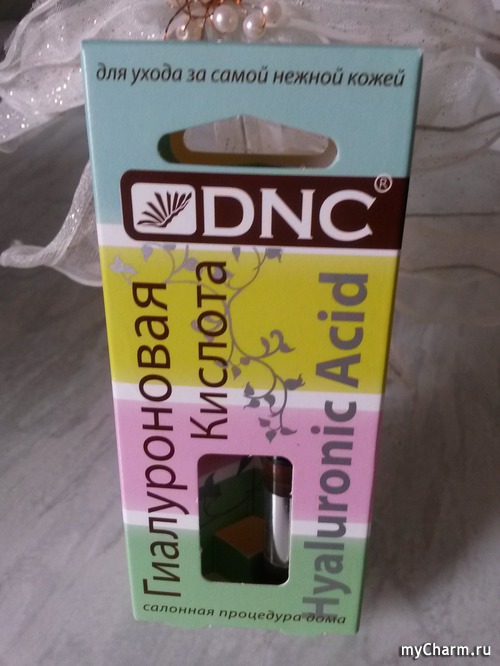 для ухода за самой нежной кожей
DNC®
Гиалуроновая
Кислота
Hyaluronic Acid
салонная процедура дома
myCharm.ru